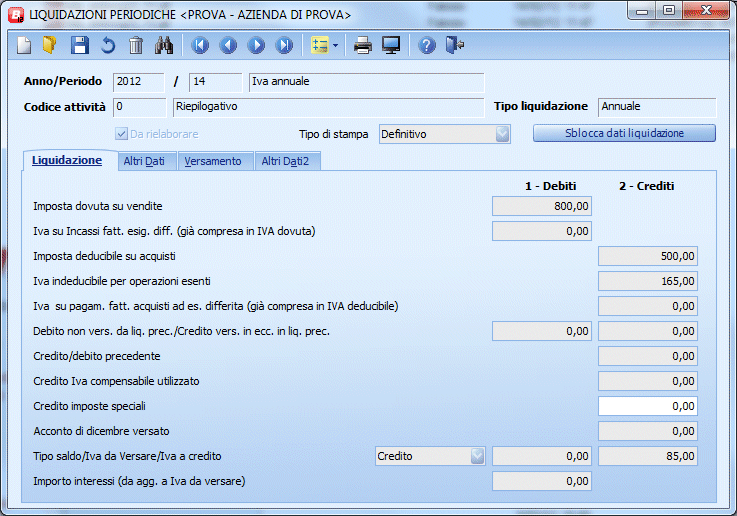 LIQUIDAZIONI PERIODICHE <PROVA - AZIENDA DI PROVA>
Anno/Periodo 2012 / 14 Iva annuale
Codice attività 0 Riepilogativo Tipo liquidazione Annuale
Da rielaborare Tipo di stampa Definitivo Sblocca dati liquidazione
Liquidazione Altri Dati Versamento Altri Dati2
1 - Debiti 2 - Crediti
Imposta dovuta su vendite 800,00
Iva su Incassi fatt. esig. diff. (già compresa in IVA dovuta) 0,00
Imposta deducibile su acquisti 500,00
Iva indeducibile per operazioni esenti 165,00
Iva su pagam. fatt. acquisti ad es. differita (già compresa in IVA deducibile) 0,00
Debito non vers. da liq. prec./Credito vers. in ecc. in liq. prec. 0,00 0,00
Credito/debito precedente 0,00
Credito Iva compensabile utilizzato 0,00
Credito imposte speciali 0,00
Acconto di dicembre versato 0,00
Tipo saldo/Iva da Versare/Iva a credito Credito 0,00 85,00
Importo interessi (da agg. a Iva da versare) 0,00